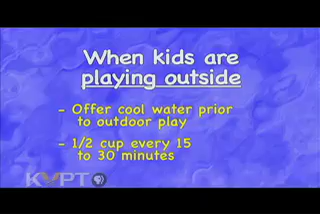 When kids are
playing outside
- Offer cool water prior
to outdoor play
- 1/2 cup every 15
to 30 minutes
KVPT